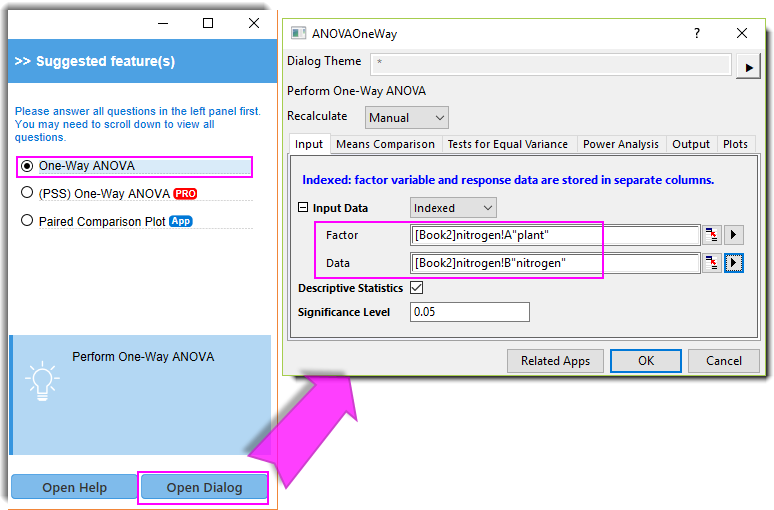 >> Suggested feature(s)
Please answer all questions in the left panel first.
You may need to scroll down to view all
questions.
One-Way ANOVA
(PSS) One-Way ANOVA PRO
Paired Comparison Plot App
Perform One-Way ANOVA
Open Help Open Dialog
ANOVAOneWay ?
Dialog Theme *
Perform One-Way ANOVA
Recalculate Manual
Input Means Comparison Tests for Equal Variance Power Analysis Output Plots
Indexed: factor variable and response data are stored in separate columns.
Input Data Indexed
Factor [Book2]nitrogen!A"plant"
Data [Book2]nitrogen!B"nitrogen"
Descriptive Statistics
Significance Level 0.05
Related Apps OK Cancel